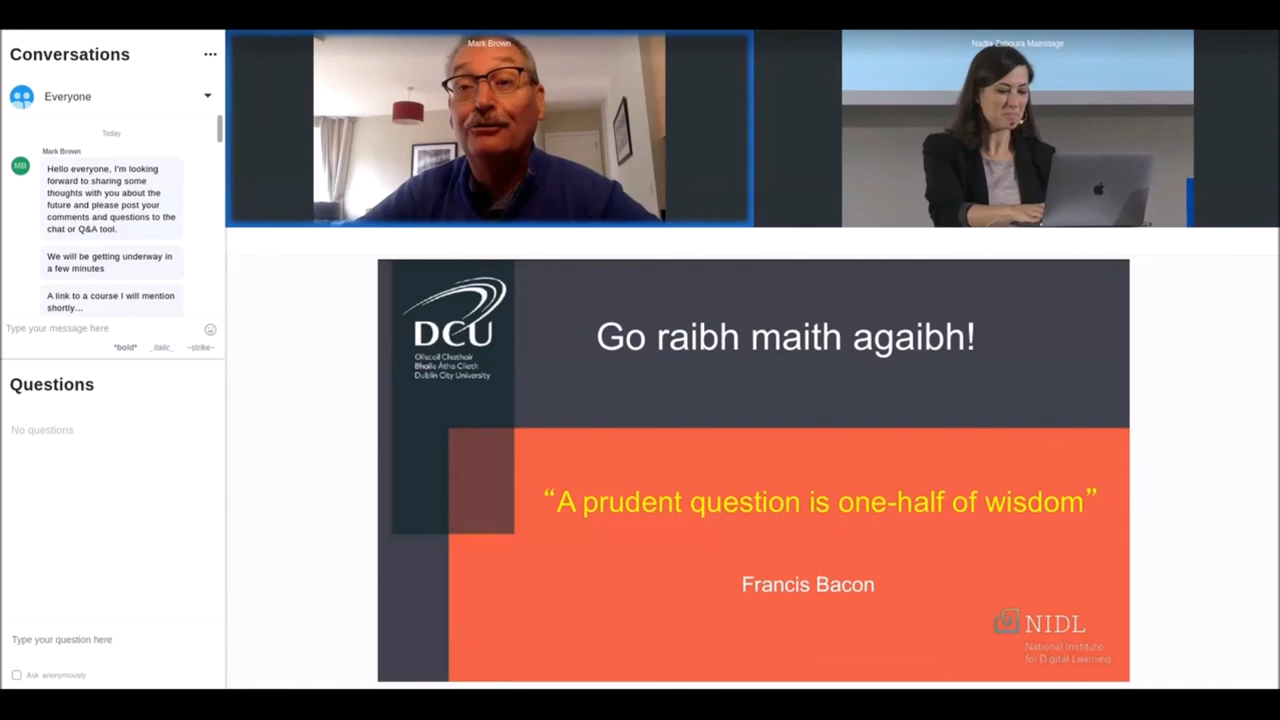 Conversations
Everyone
Today
Mark Brown
MB
Hello everyone, I'm looking
forward to sharing some
thoughts with you about the
future and please post your
comments and questions to the
chat or Q&A tool.
We will be getting underway in
a few minutes
A link to a course I will mention
shortly...
Type your message here
*bold* _italic_ ~strike~
Questions
No questions
Type your question here
Ask anonymously
Mark Brown
Nadia Zaboura Mainstage
DCU
Ollscoil Chathair
Bhaile Átha Cliath
Dublin City University
Go raibh maith agaibh!
“A prudent question is one-half of wisdom”
Francis Bacon
NIDL
National Institute
for Digital Learning